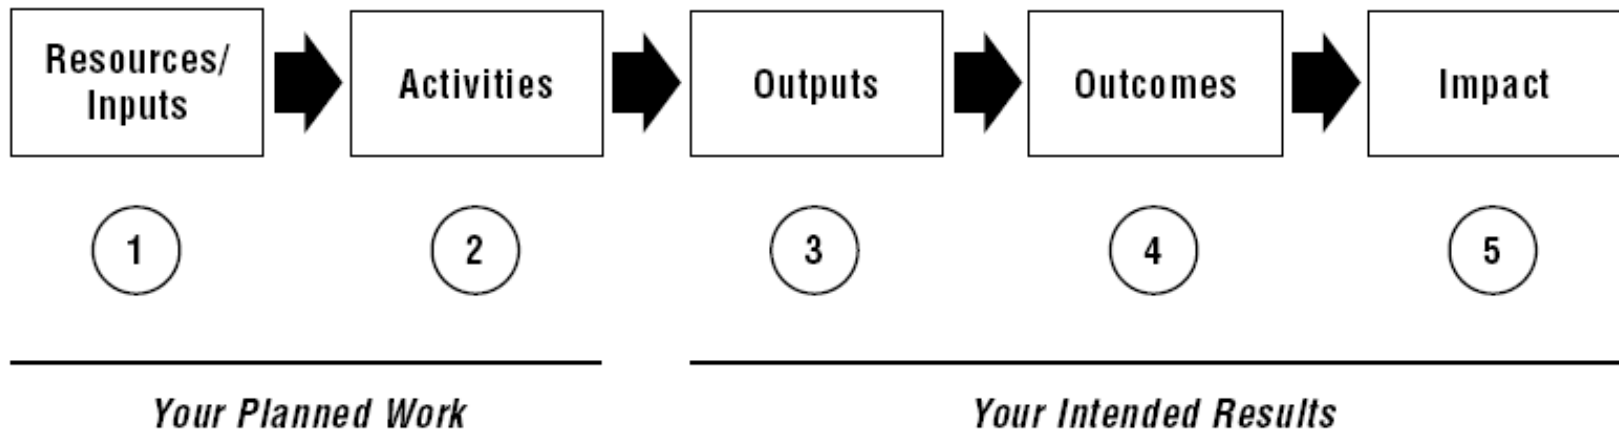 Resources/
Inputs
Activities
Outputs
Outcomes
Impact
1
2
3
4
5
Your Planned Work
Your Intended Results